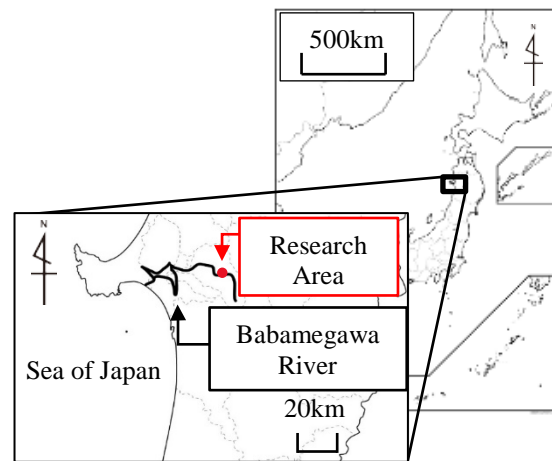 500km
N
N
Research
Area
Babamegawa
River
Sea of Japan
20km